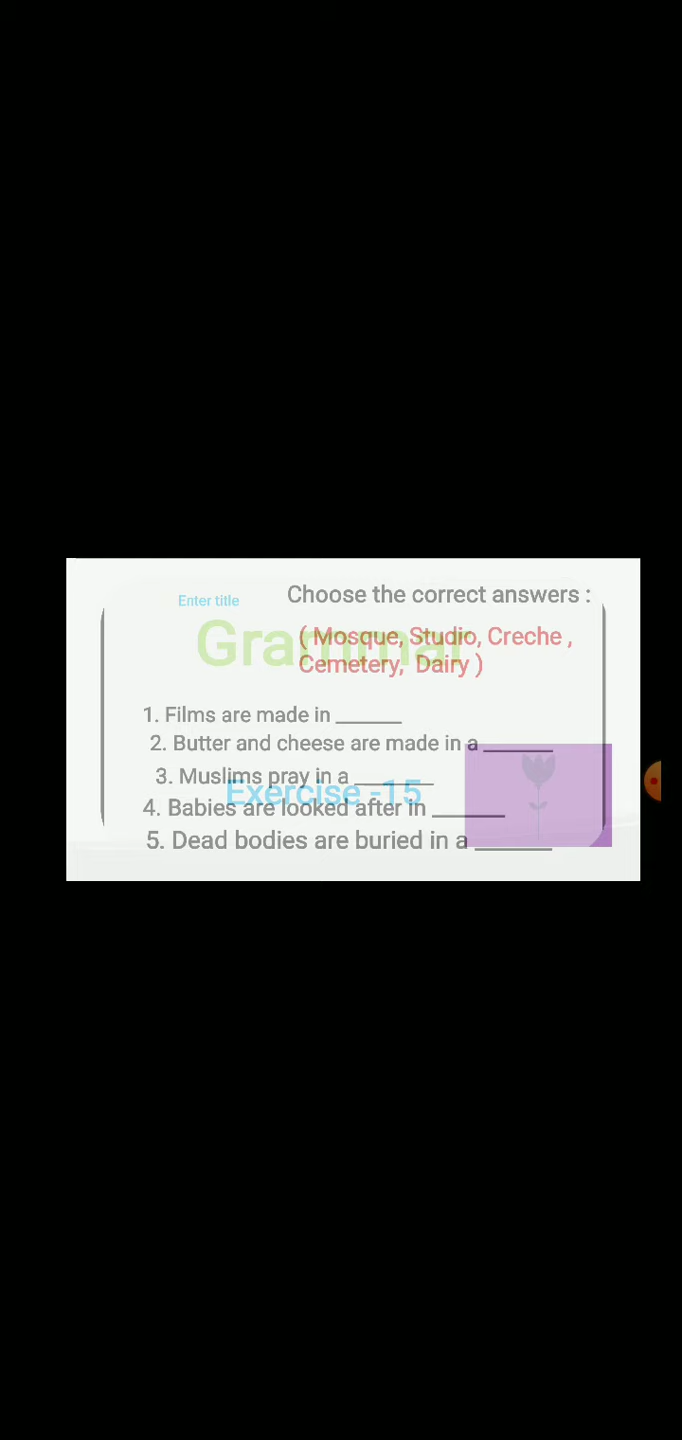 Enter title
Choose the correct answers :
Grammar
( Mosque, Studio, Creche ,
Cemetery, Dairy )
1. Films are made in ______
2. Butter and cheese are made in a ______
3. Muslims pray in a _______
Exercise -15
4. Babies are looked after in ______
5. Dead bodies are buried in a ______